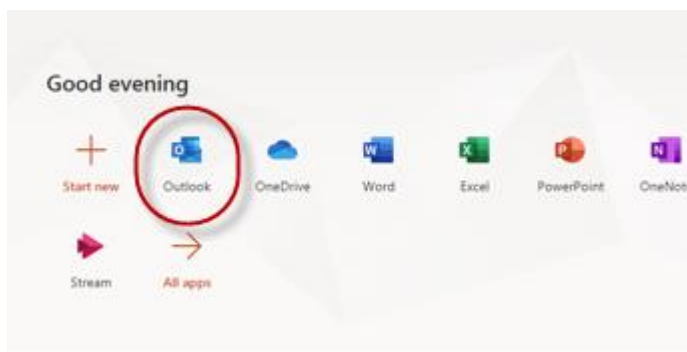 Good evening
Start new Outlook OneDrive Word Excel PowerPoint OneNot
Stream All apps